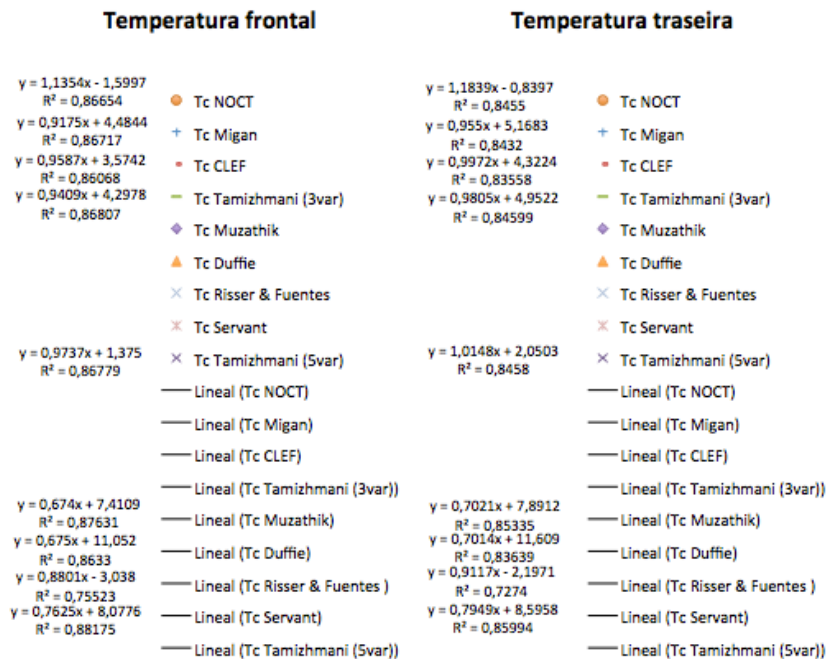 Temperatura frontal
y = 1,1354x - 1,5997
R² = 0,86654
y = 0,9175x + 4,4844
R² = 0,86717
y = 0,9587x + 3,5742
R² = 0,86068
y = 0,9409x + 4,2978
R² = 0,86807
y = 0,9737x + 1,375
R² = 0,86779
y = 0,674x + 7,4109
R² = 0,87631
y = 0,675x + 11,052
R² = 0,8633
y = 0,8801x - 3,038
R² = 0,75523
y = 0,7625x + 8,0776
R² = 0,88175
Tc NOCT
Tc Migan
Tc CLEF
Tc Tamizhmani (3var)
Tc Muzathik
Tc Duffie
Tc Risser & Fuentes
Tc Servant
Tc Tamizhmani (5var)
Lineal (Tc NOCT)
Lineal (Tc Migan)
Lineal (Tc CLEF)
Lineal (Tc Tamizhmani (3var))
Lineal (Tc Muzathik)
Lineal (Tc Duffie)
Lineal (Tc Risser & Fuentes )
Lineal (Tc Servant)
Lineal (Tc Tamizhmani (5var))
Temperatura traseira
y = 1,1839x - 0,8397
R² = 0,8455
y = 0,955x + 5,1683
R² = 0,8432
y = 0,9972x + 4,3224
R² = 0,83558
y = 0,9805x + 4,9522
R² = 0,84599
y = 1,0148x + 2,0503
R² = 0,8458
y = 0,7021x + 7,8912
R² = 0,85335
y = 0,7014x + 11,609
R² = 0,83639
y = 0,9117x - 2,1971
R² = 0,7274
y = 0,7949x + 8,5958
R² = 0,85994
Tc NOCT
Tc Migan
Tc CLEF
Tc Tamizhmani (3var)
Tc Muzathik
Tc Duffie
Tc Risser & Fuentes
Tc Servant
Tc Tamizhmani (5var)
Lineal (Tc NOCT)
Lineal (Tc Migan)
Lineal (Tc CLEF)
Lineal (Tc Tamizhmani (3var))
Lineal (Tc Muzathik)
Lineal (Tc Duffie)
Lineal (Tc Risser & Fuentes )
Lineal (Tc Servant)
Lineal (Tc Tamizhmani (5var))